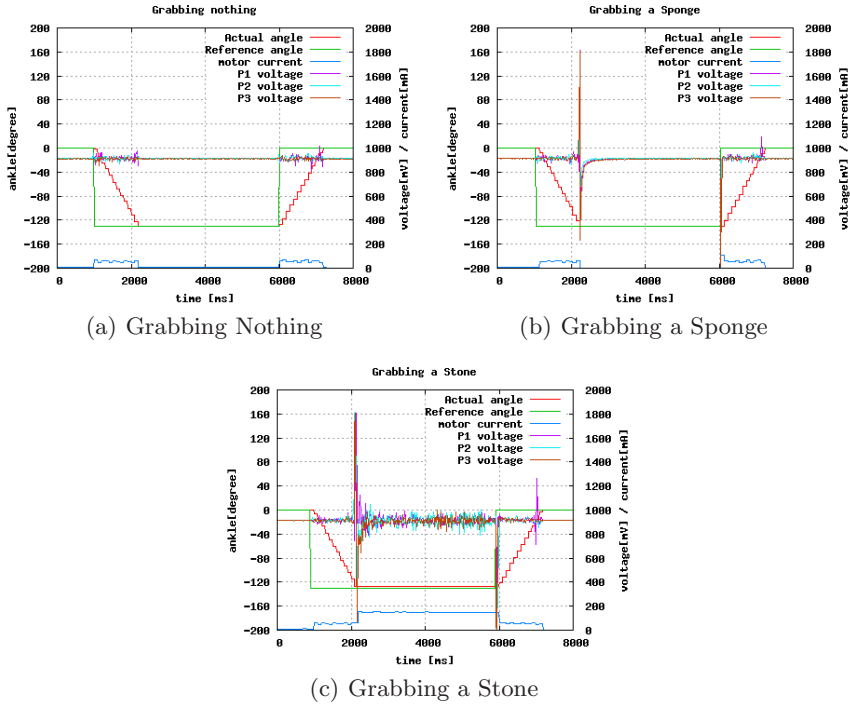 Grabbing nothing
200
160
120
80
40
0
-40
-80
-120
-160
-200
ankle[degree]
2000
1800
1600
1400
1200
1000
800
600
400
200
0
voltage[mV] / current[mA]
Actual angle
Reference angle
motor current
P1 voltage
P2 voltage
P3 voltage
0 2000 4000 6000 8000
time [ms]
(a) Grabbing Nothing
Grabbing a Sponge
200
160
120
80
40
0
-40
-80
-120
-160
-200
ankle[degree]
2000
1800
1600
1400
1200
1000
800
600
400
200
0
voltage[mV] / current[mA]
Actual angle
Reference angle
motor current
P1 voltage
P2 voltage
P3 voltage
0 2000 4000 6000 8000
time [ms]
(b) Grabbing a Sponge
Grabbing a Stone
200
160
120
80
40
0
-40
-80
-120
-160
-200
ankle[degree]
2000
1800
1600
1400
1200
1000
800
600
400
200
0
voltage[mV] / current[mA]
Actual angle
Reference angle
motor current
P1 voltage
P2 voltage
P3 voltage
0 2000 4000 6000 8000
time [ms]
(c) Grabbing a Stone